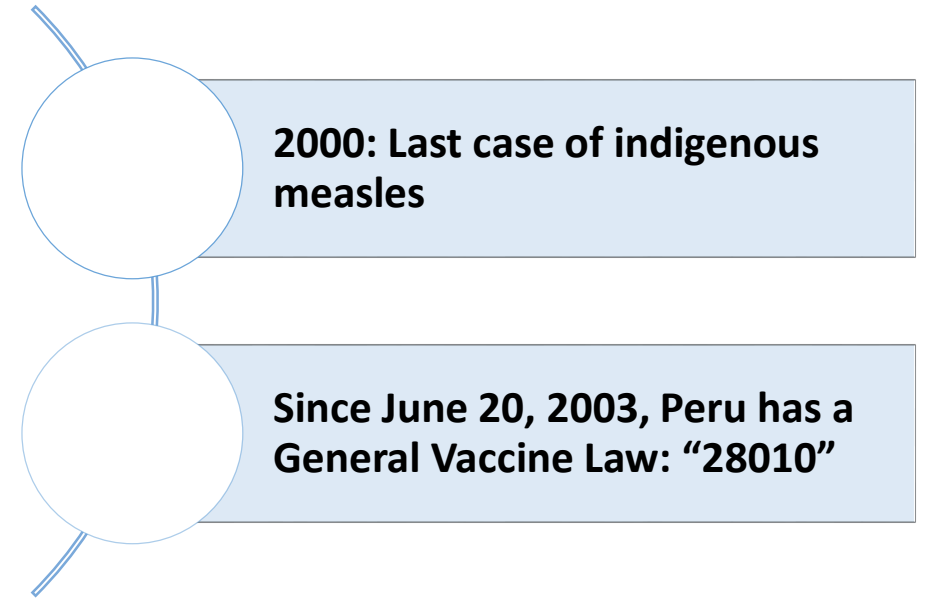 2000: Last case of indigenous
measles
Since June 20, 2003, Peru has a
General Vaccine Law: “28010”